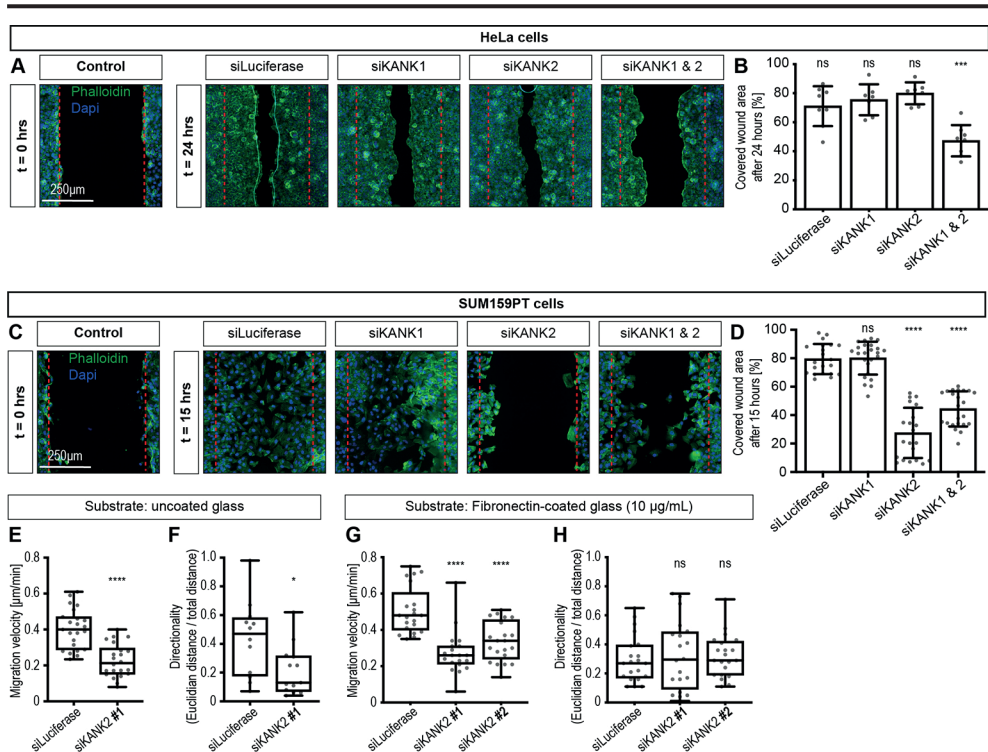 HeLa cells
A
Control
siLuciferase
siKANK1
siKANK2
siKANK1 & 2
t = 0 hrs
Phalloidin
Dapi
250µm
t = 24 hrs
B
Covered wound area
after 24 hours [%]
100
80
60
40
20
0
ns
ns
ns
***
siLuciferase
siKANK1
siKANK2
siKANK1 & 2
SUM159PT cells
C
Control
siLuciferase
siKANK1
siKANK2
siKANK1 & 2
t = 0 hrs
Phalloidin
Dapi
250µm
t = 15 hrs
D
Covered wound area
after 15 hours [%]
100
80
60
40
20
0
ns
****
****
siLuciferase
siKANK1
siKANK2
siKANK1 & 2
Substrate: uncoated glass
E
Migration velocity [µm/min]
0.8
0.6
0.4
0.2
0
****
siLuciferase
siKANK2 #1
F
Directionality
(Euclidian distance / total distance)
1.0
0.8
0.6
0.4
0.2
0
*
siLuciferase
siKANK2 #1
Substrate: Fibronectin-coated glass (10 µg/mL)
G
Migration velocity [µm/min]
0.8
0.6
0.4
0.2
0
****
****
siLuciferase
siKANK2 #1
siKANK2 #2
H
Directionality
(Euclidian distance / total distance)
1.0
0.8
0.6
0.4
0.2
0
ns
ns
siLuciferase
siKANK2 #1
siKANK2 #2